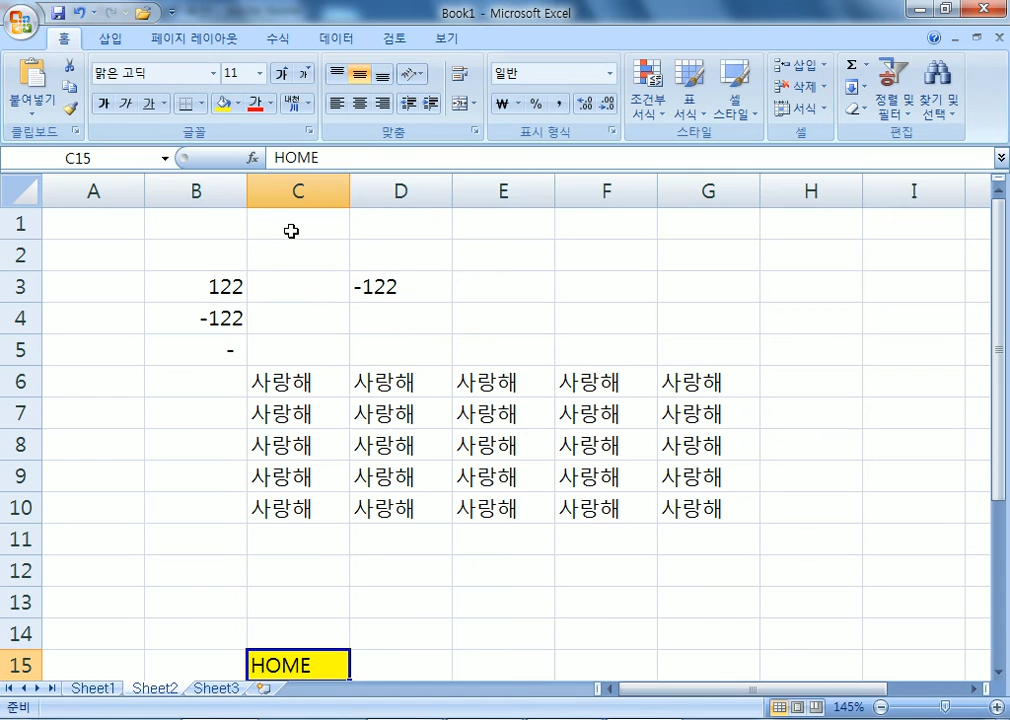 Book1 - Microsoft Excel
홈 삽입 페이지 레이아웃 수식 데이터 검토 보기
붙여넣기
맑은 고딕 11 가 가
가 가 가 가 내천
일반
₩ % ,
조건부 서식 표 서식 셀 스타일
삽입
삭제
서식
Σ
정렬 및 필터 찾기 및 선택
클립보드 글꼴 맞춤 표시 형식 스타일 셀 편집
C15 fx HOME
A B C D E F G H I
1
2
3 122 -122
4 -122
5 -
6 사랑해 사랑해 사랑해 사랑해 사랑해
7 사랑해 사랑해 사랑해 사랑해 사랑해
8 사랑해 사랑해 사랑해 사랑해 사랑해
9 사랑해 사랑해 사랑해 사랑해 사랑해
10 사랑해 사랑해 사랑해 사랑해 사랑해
11
12
13
14
15 HOME
Sheet1 Sheet2 Sheet3
준비 145%